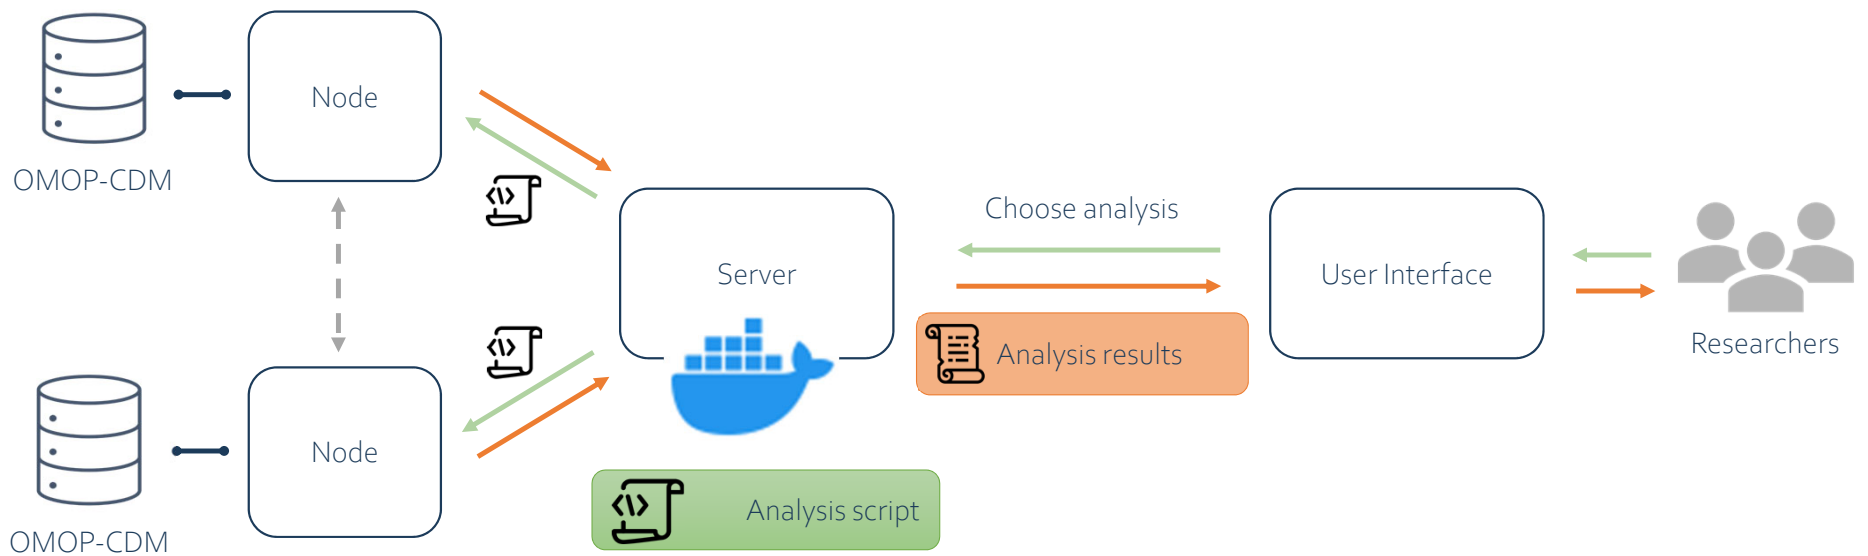 Node
OMOP-CDM
Choose analysis
Server
User Interface
Analysis results
Researchers
Node
Analysis script
OMOP-CDM